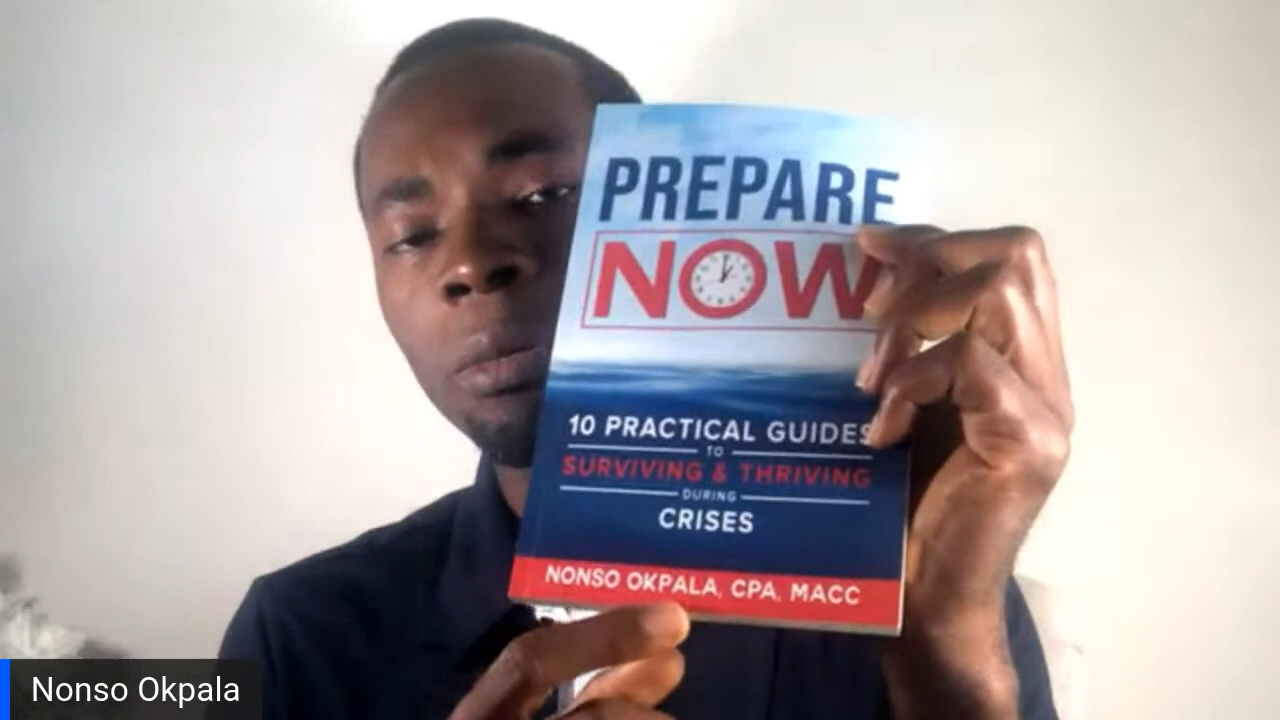 PREPARE
NOW
10 PRACTICAL GUIDES
TO
SURVIVING & THRIVING
DURING
CRISES
NONSO OKPALA, CPA, MACC
Nonso Okpala